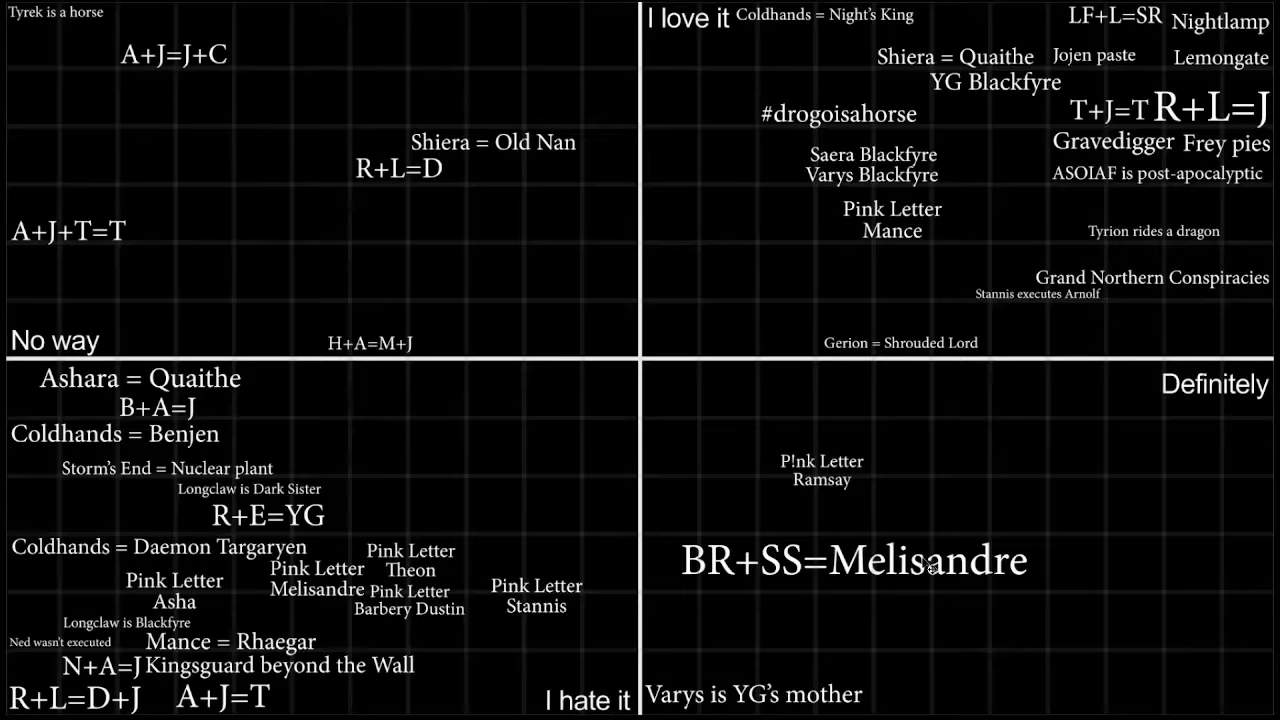 Tyrek is a horse
A+J=J+C
Shiera = Old Nan
R+L=D
A+J+T=T
No way
H+A=M+J
I love it
Coldhands = Night's King
LF+L=SR
Nightlamp
Shiera = Quaithe
Jojen paste
Lemongate
YG Blackfyre
#drogoisahorse
T+J=T
R+L=J
Gravedigger
Frey pies
Saera Blackfyre
Varys Blackfyre
ASOIAF is post-apocalyptic
Pink Letter
Mance
Tyrion rides a dragon
Grand Northern Conspiracies
Stannis executes Arnolf
Gerion = Shrouded Lord
Ashara = Quaithe
B+A=J
Coldhands = Benjen
Storm's End = Nuclear plant
Longclaw is Dark Sister
R+E=YG
Coldhands = Daemon Targaryen
Pink Letter
Theon
Pink Letter
Melisandre
Pink Letter
Asha
Pink Letter
Barbery Dustin
Pink Letter
Stannis
Longclaw is Blackfyre
Ned wasn't executed
Mance = Rhaegar
N+A=J
Kingsguard beyond the Wall
R+L=D+J
A+J=T
I hate it
Definitely
P!nk Letter
Ramsay
BR+SS=Melisandre
Varys is YG's mother